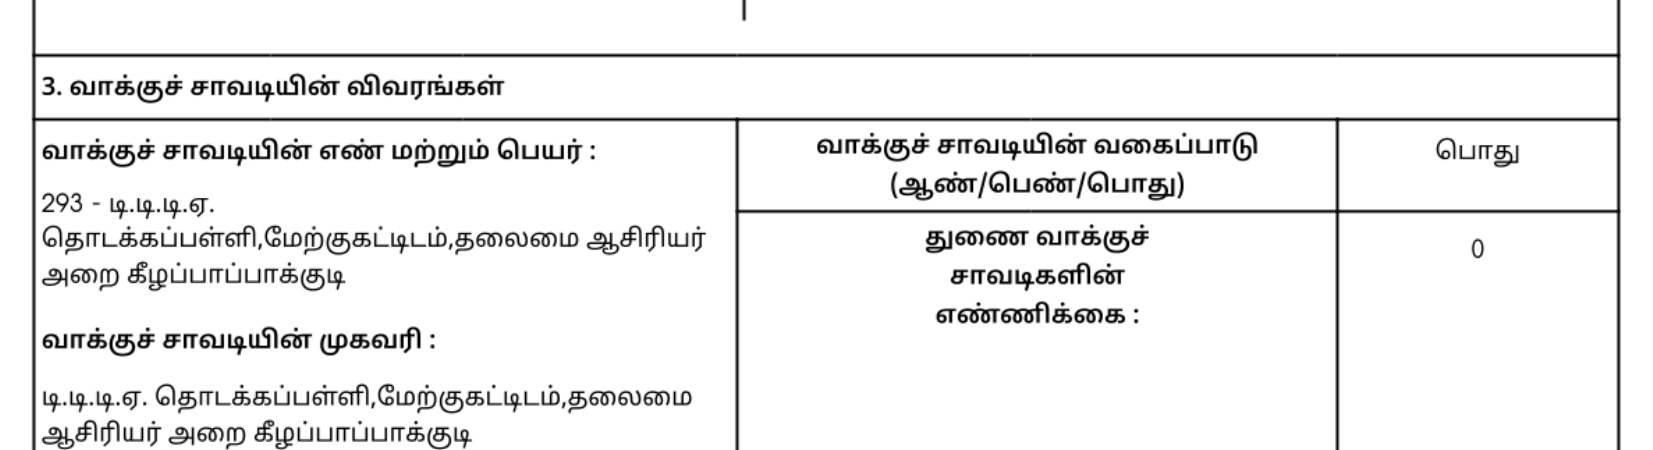 3. வாக்குச் சாவடியின் விவரங்கள்
வாக்குச் சாவடியின் எண் மற்றும் பெயர் :
293 - டி.டி.டி.ஏ.
தொடக்கப்பள்ளி,மேற்குகட்டிடம்,தலைமை ஆசிரியர்
அறை கீழப்பாப்பாக்குடி
வாக்குச் சாவடியின் முகவரி :
டி.டி.டி.ஏ. தொடக்கப்பள்ளி,மேற்குகட்டிடம்,தலைமை
ஆசிரியர் அறை கீழப்பாப்பாக்குடி
வாக்குச் சாவடியின் வகைப்பாடு
(ஆண்/பெண்/பொது)
பொது
துணை வாக்குச்
சாவடிகளின்
எண்ணிக்கை :
0